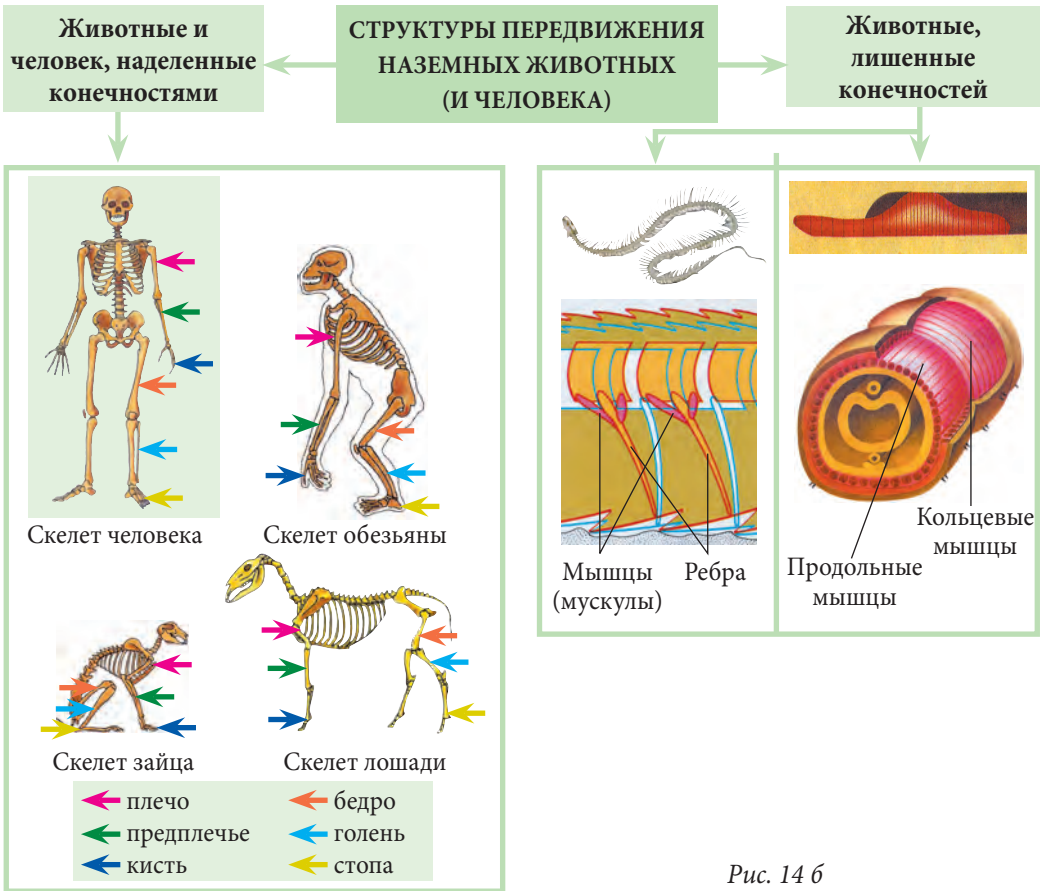 Животные и
человек, наделенные
конечностями
СТРУКТУРЫ ПЕРЕДВИЖЕНИЯ
НАЗЕМНЫХ ЖИВОТНЫХ
(И ЧЕЛОВЕКА)
Животные,
лишенные
конечностей
Скелет человека
Скелет обезьяны
Скелет зайца
Скелет лошади
плечо
предплечье
кисть
бедро
голень
стопа
Мышцы
(мускулы)
Ребра
Продольные
мышцы
Кольцевые
мышцы
Рис. 14 б